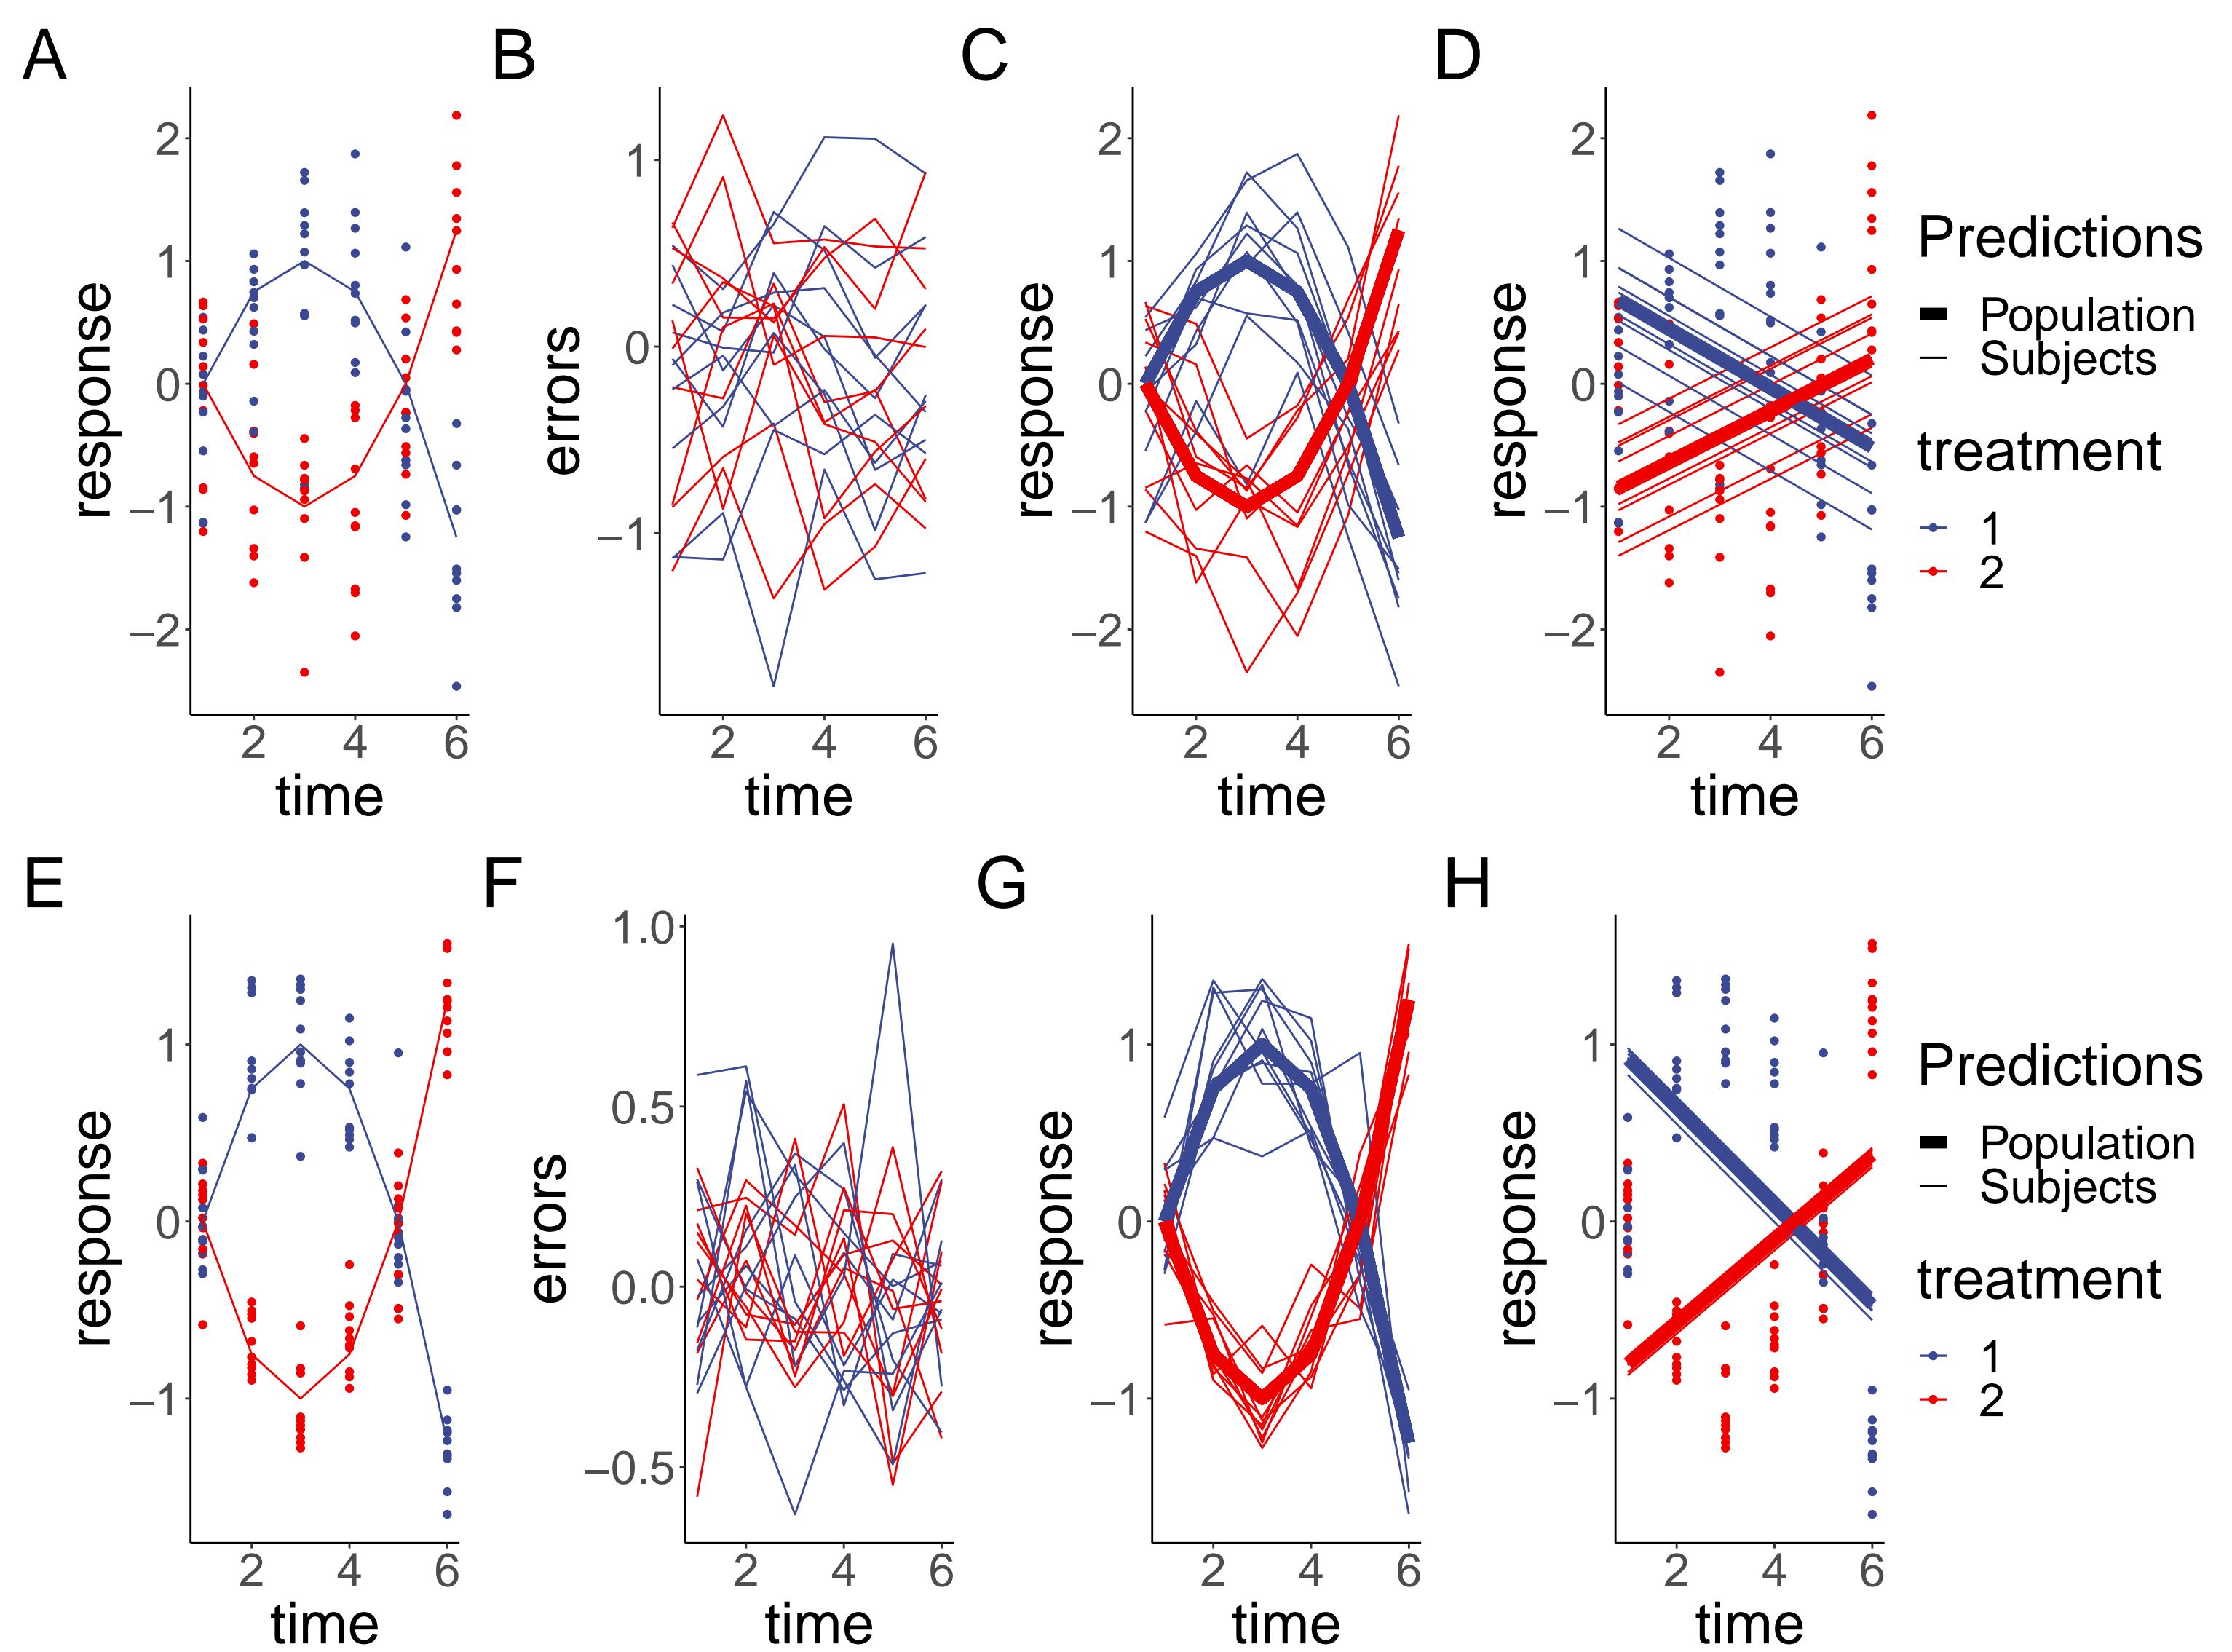 A
B
C
D
response
2
1
0
−1
−2
2
4
6
time
errors
1
0
−1
2
4
6
time
response
2
1
0
−1
−2
2
4
6
time
response
2
1
0
−1
−2
2
4
6
time
Predictions
Population
Subjects
treatment
1
2
E
F
G
H
response
1
0
−1
2
4
6
time
errors
1.0
0.5
0.0
−0.5
2
4
6
time
response
1
0
−1
2
4
6
time
response
1
0
−1
2
4
6
time
Predictions
Population
Subjects
treatment
1
2